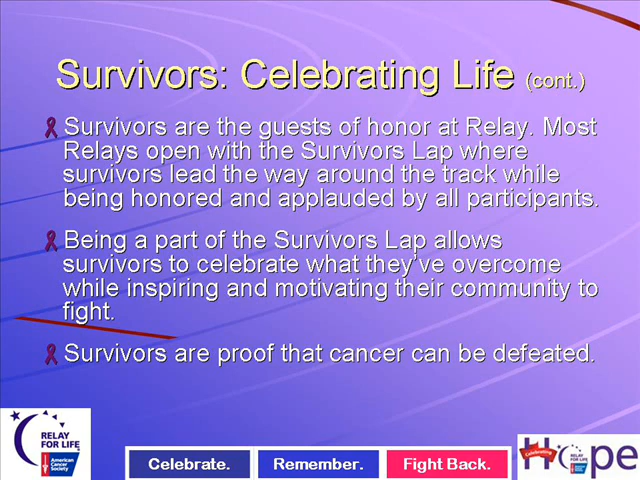 Survivors: Celebrating Life (cont.)
Survivors are the guests of honor at Relay. Most
Relays open with the Survivors Lap where
survivors lead the way around the track while
being honored and applauded by all participants.
Being a part of the Survivors Lap allows
survivors to celebrate what they've overcome
while inspiring and motivating their community to
fight.
Survivors are proof that cancer can be defeated.
RELAY
FOR LIFE
American
Cancer
Society
Celebrate.
Remember.
Fight Back.
Celebrating
Hope
RELAY
FOR LIFE